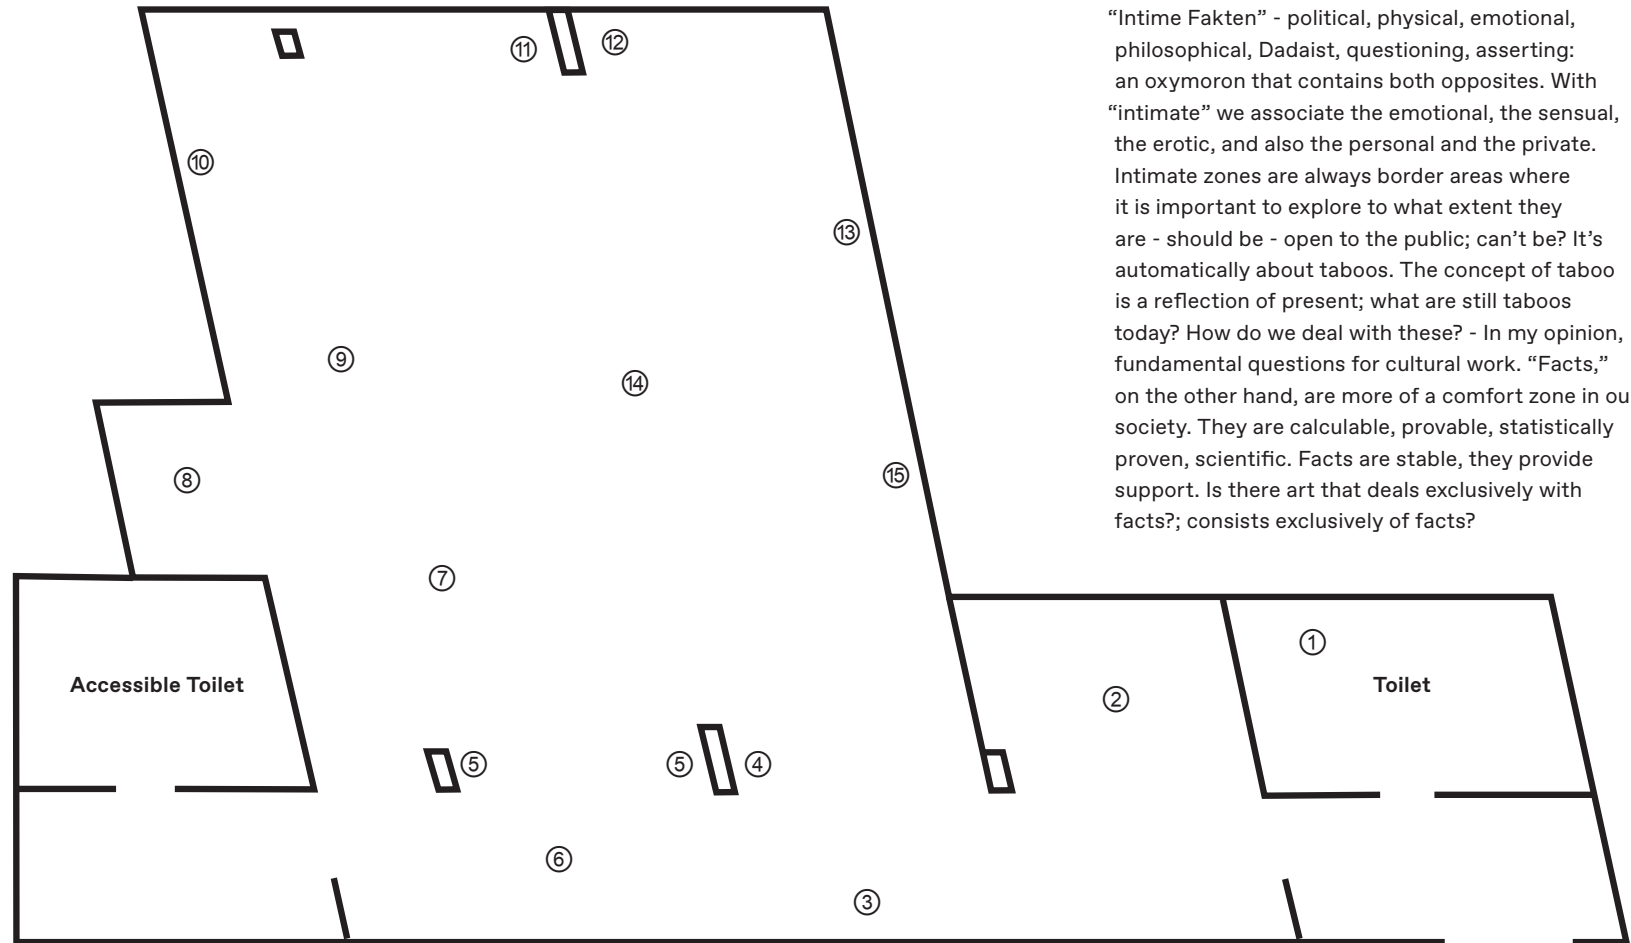 “Intime Fakten” - political, physical, emotional,
philosophical, Dadaist, questioning, asserting:
an oxymoron that contains both opposites. With
“intimate” we associate the emotional, the sensual,
the erotic, and also the personal and the private.
Intimate zones are always border areas where
it is important to explore to what extent they
are - should be - open to the public; can’t be? It’s
automatically about taboos. The concept of taboo
is a reflection of present; what are still taboos
today? How do we deal with these? - In my opinion,
fundamental questions for cultural work. “Facts,”
on the other hand, are more of a comfort zone in ou
society. They are calculable, provable, statistically
proven, scientific. Facts are stable, they provide
support. Is there art that deals exclusively with
facts?; consists exclusively of facts?
⑪
⑫
⑩
⑬
⑨
⑭
⑧
⑮
⑦
①
Accessible Toilet
②
Toilet
⑤
⑤
④
⑥
③